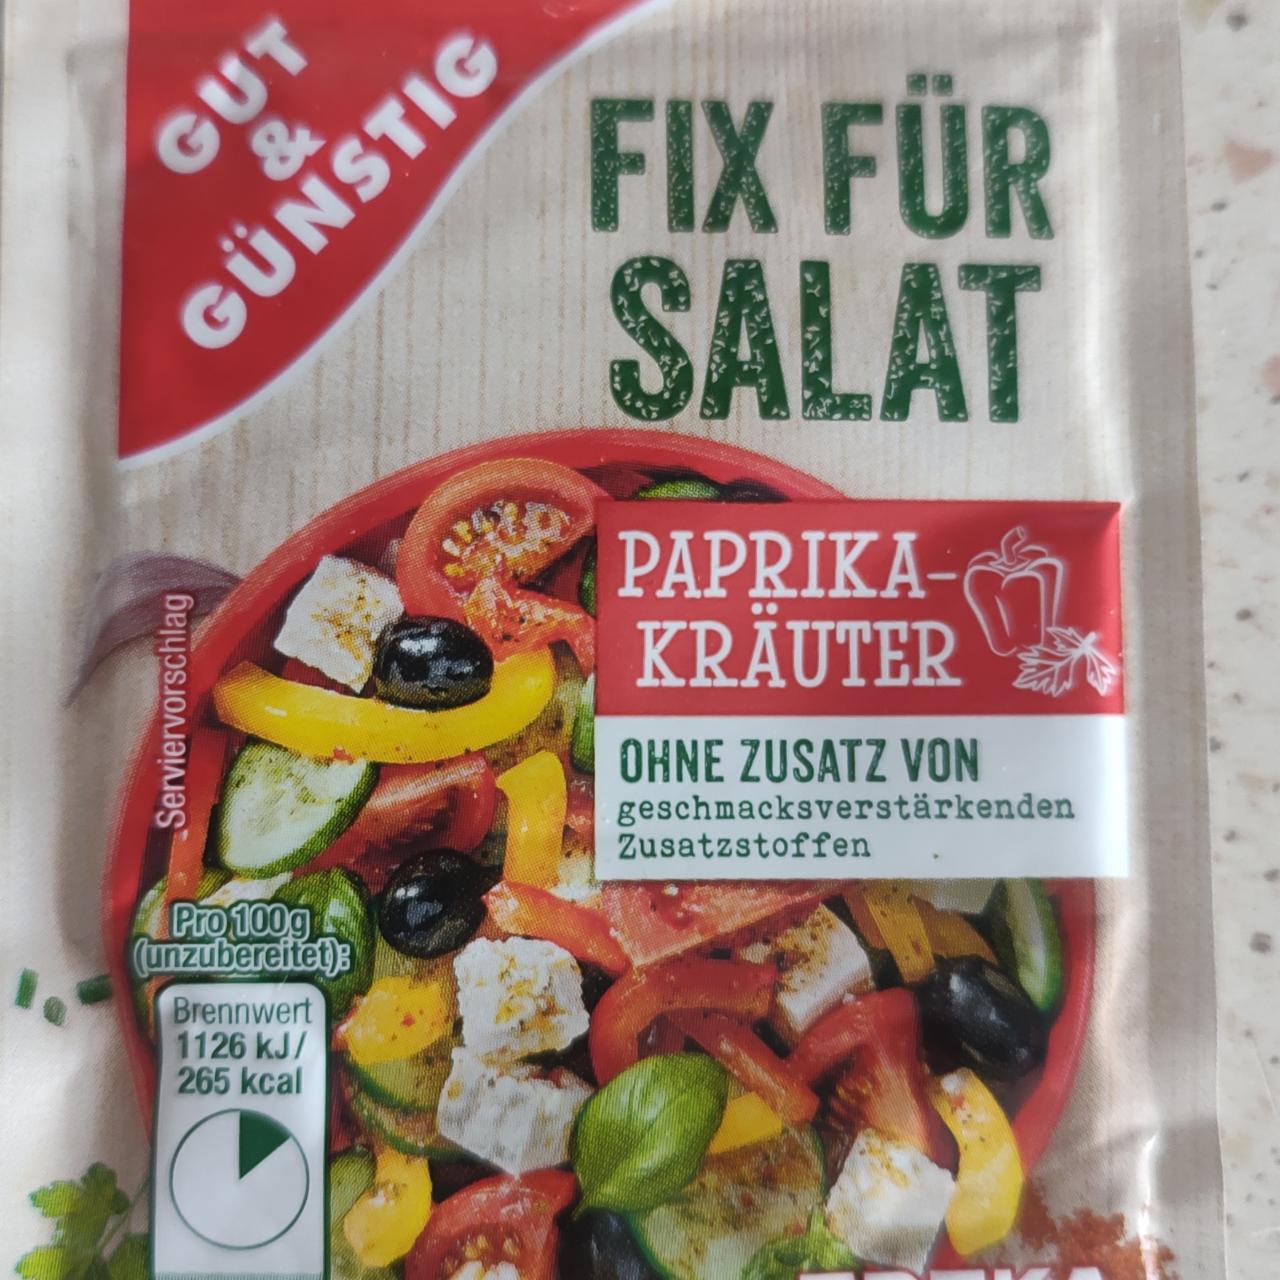 GUT
&
GÜNSTIG
FIX FÜR
SALAT
PAPRIKA-
KRÄUTER
OHNE ZUSATZ VON
geschmacksverstärkenden
Zusatzstoffen
Serviervorschlag
Pro 100g
(unzubereitet):
Brennwert
1126 kJ/
265 kcal
EDEKA